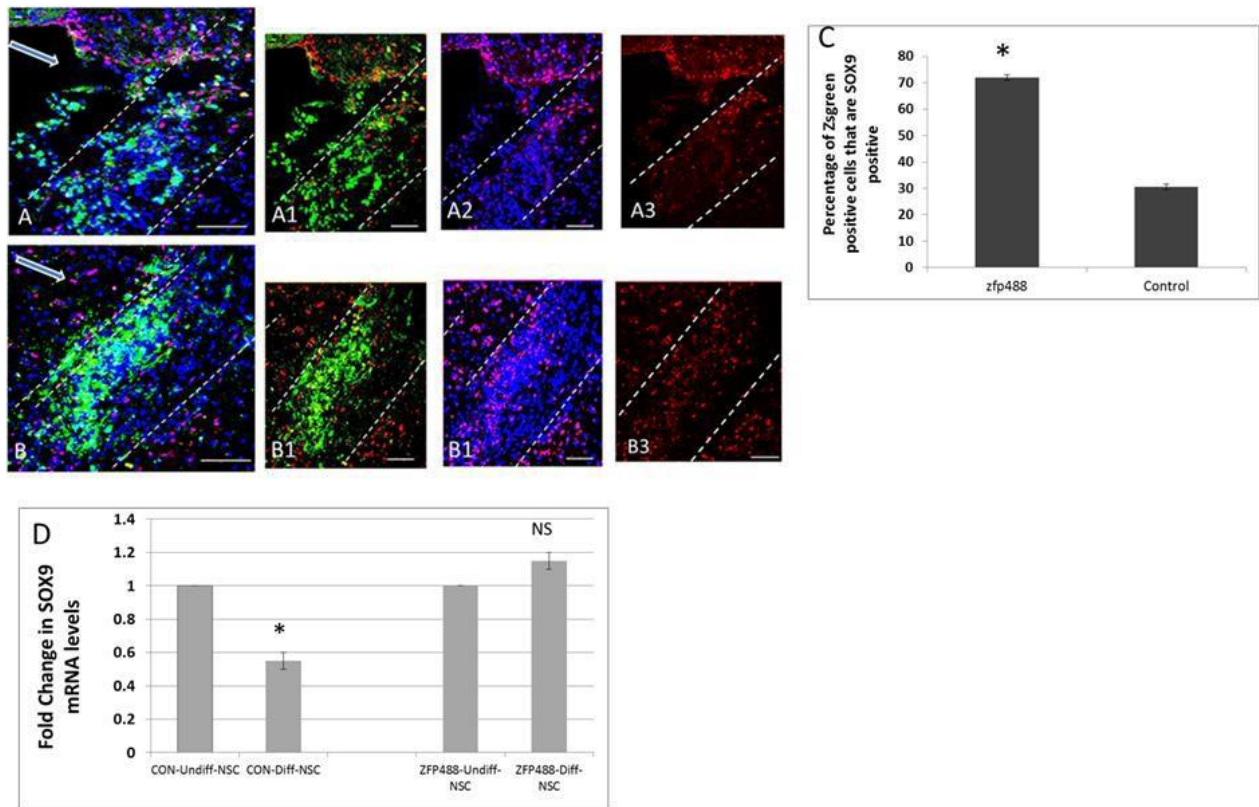 A
A1
A2
A3
B
B1
B1
B3
C
Percentage of Zsgreen
positive cells that are SOX9
positive
80
70
60
50
40
30
20
10
0
*
zfp488
Control
D
Fold Change in SOX9
mRNA levels
1.4
1.2
1
0.8
0.6
0.4
0.2
0
*
NS
CON-Undiff-NSC
CON-Diff-NSC
ZFP488-Undiff-
NSC
ZFP488-Diff-
NSC